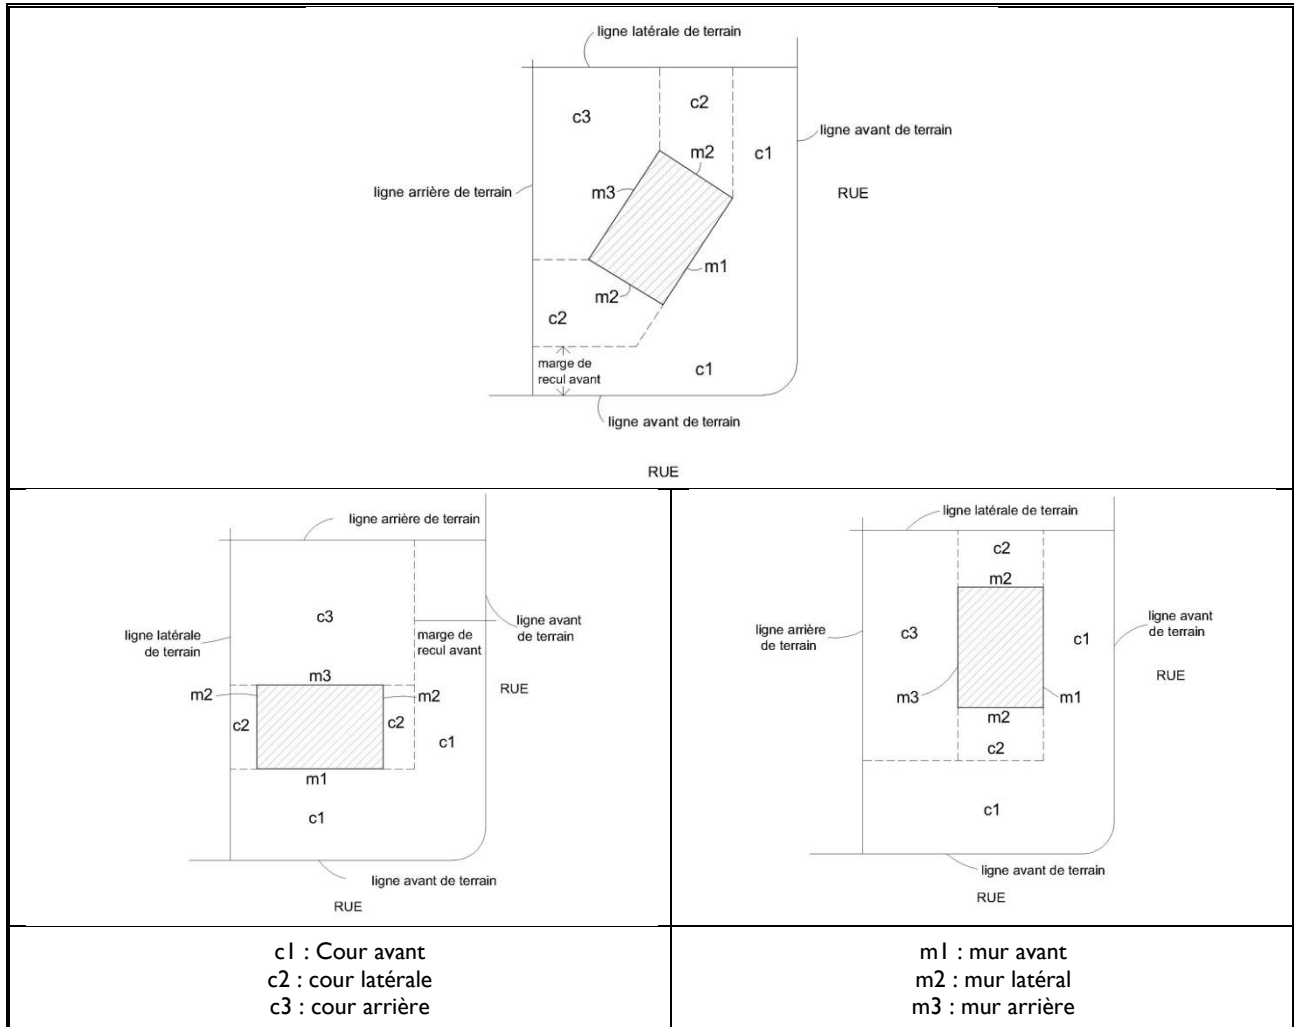 ligne latérale de terrain
c2
c3
ligne avant de terrain
m2
c1
ligne arrière de terrain
m3
RUE
m1
m2
c2
marge de
recul avant
c1
ligne avant de terrain
RUE
ligne arrière de terrain
c3
ligne latérale
de terrain
marge de
recul avant
ligne avant
de terrain
m3
m2
m2
RUE
c2
c2
c1
m1
c1
ligne avant de terrain
RUE
ligne latérale de terrain
c2
m2
ligne arrière
de terrain
c3
c1
ligne avant
de terrain
RUE
m3
m1
m2
c2
c1
ligne avant de terrain
RUE
c1 : Cour avant
c2 : cour latérale
c3 : cour arrière
m1 : mur avant
m2 : mur latéral
m3 : mur arrière